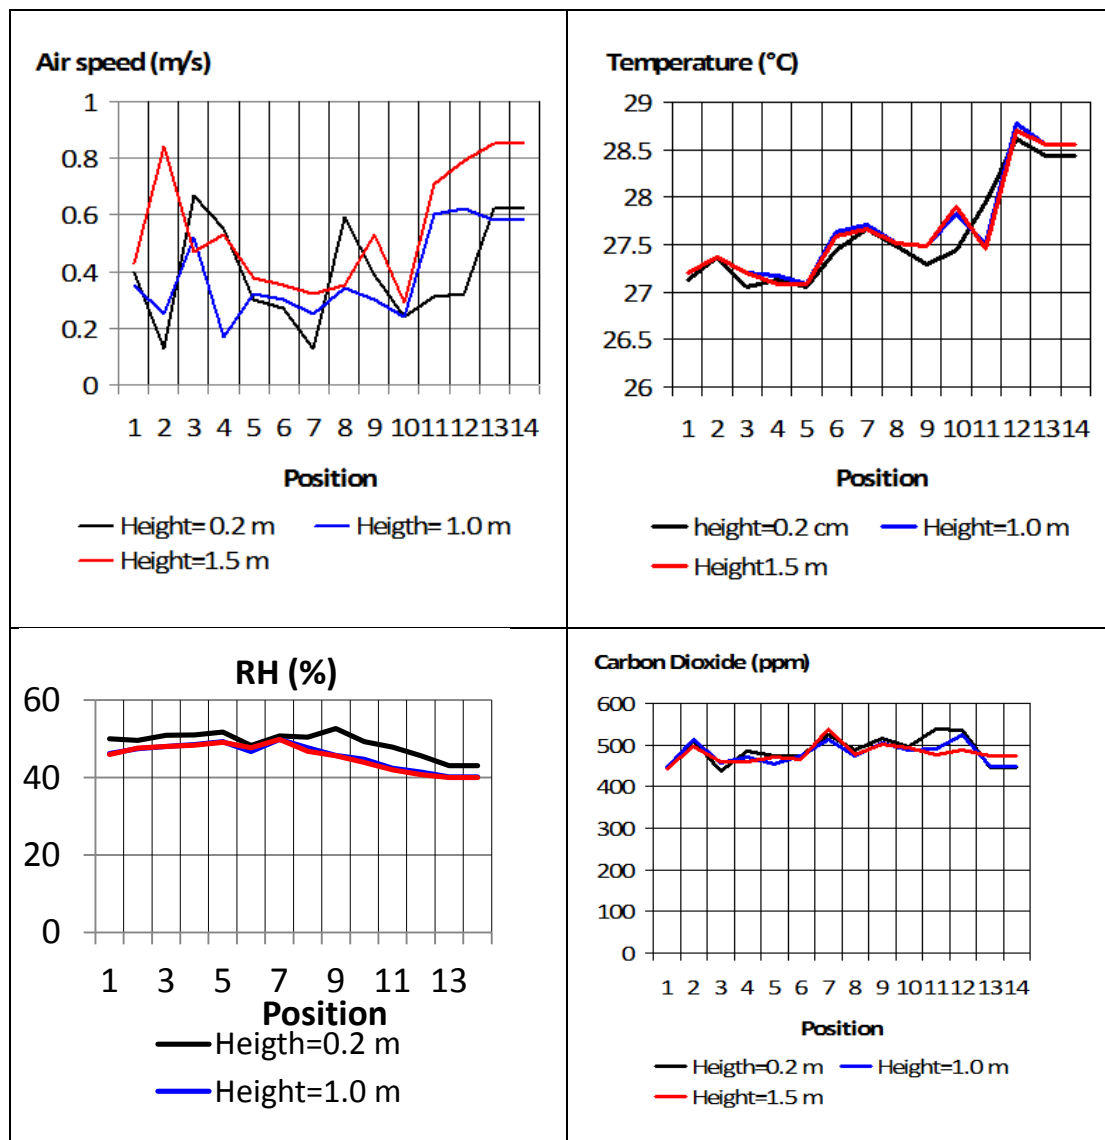 Air speed (m/s)
1
0.8
0.6
0.4
0.2
0
1 2 3 4 5 6 7 8 9 10 11 12 13 14
Position
Height= 0.2 m Heigth= 1.0 m
Height=1.5 m
Temperature (°C)
29
28.5
28
27.5
27
26.5
26
1 2 3 4 5 6 7 8 9 10 11 12 13 14
Position
height=0.2 cm Height=1.0 m
Height1.5 m
RH (%)
60
40
20
0
1 3 5 7 9 11 13
Position
Heigth=0.2 m
Height=1.0 m
Carbon Dioxide (ppm)
600
500
400
300
200
100
0
1 2 3 4 5 6 7 8 9 10 11 12 13 14
Position
Heigth=0.2 m Height=1.0 m
Height=1.5 m